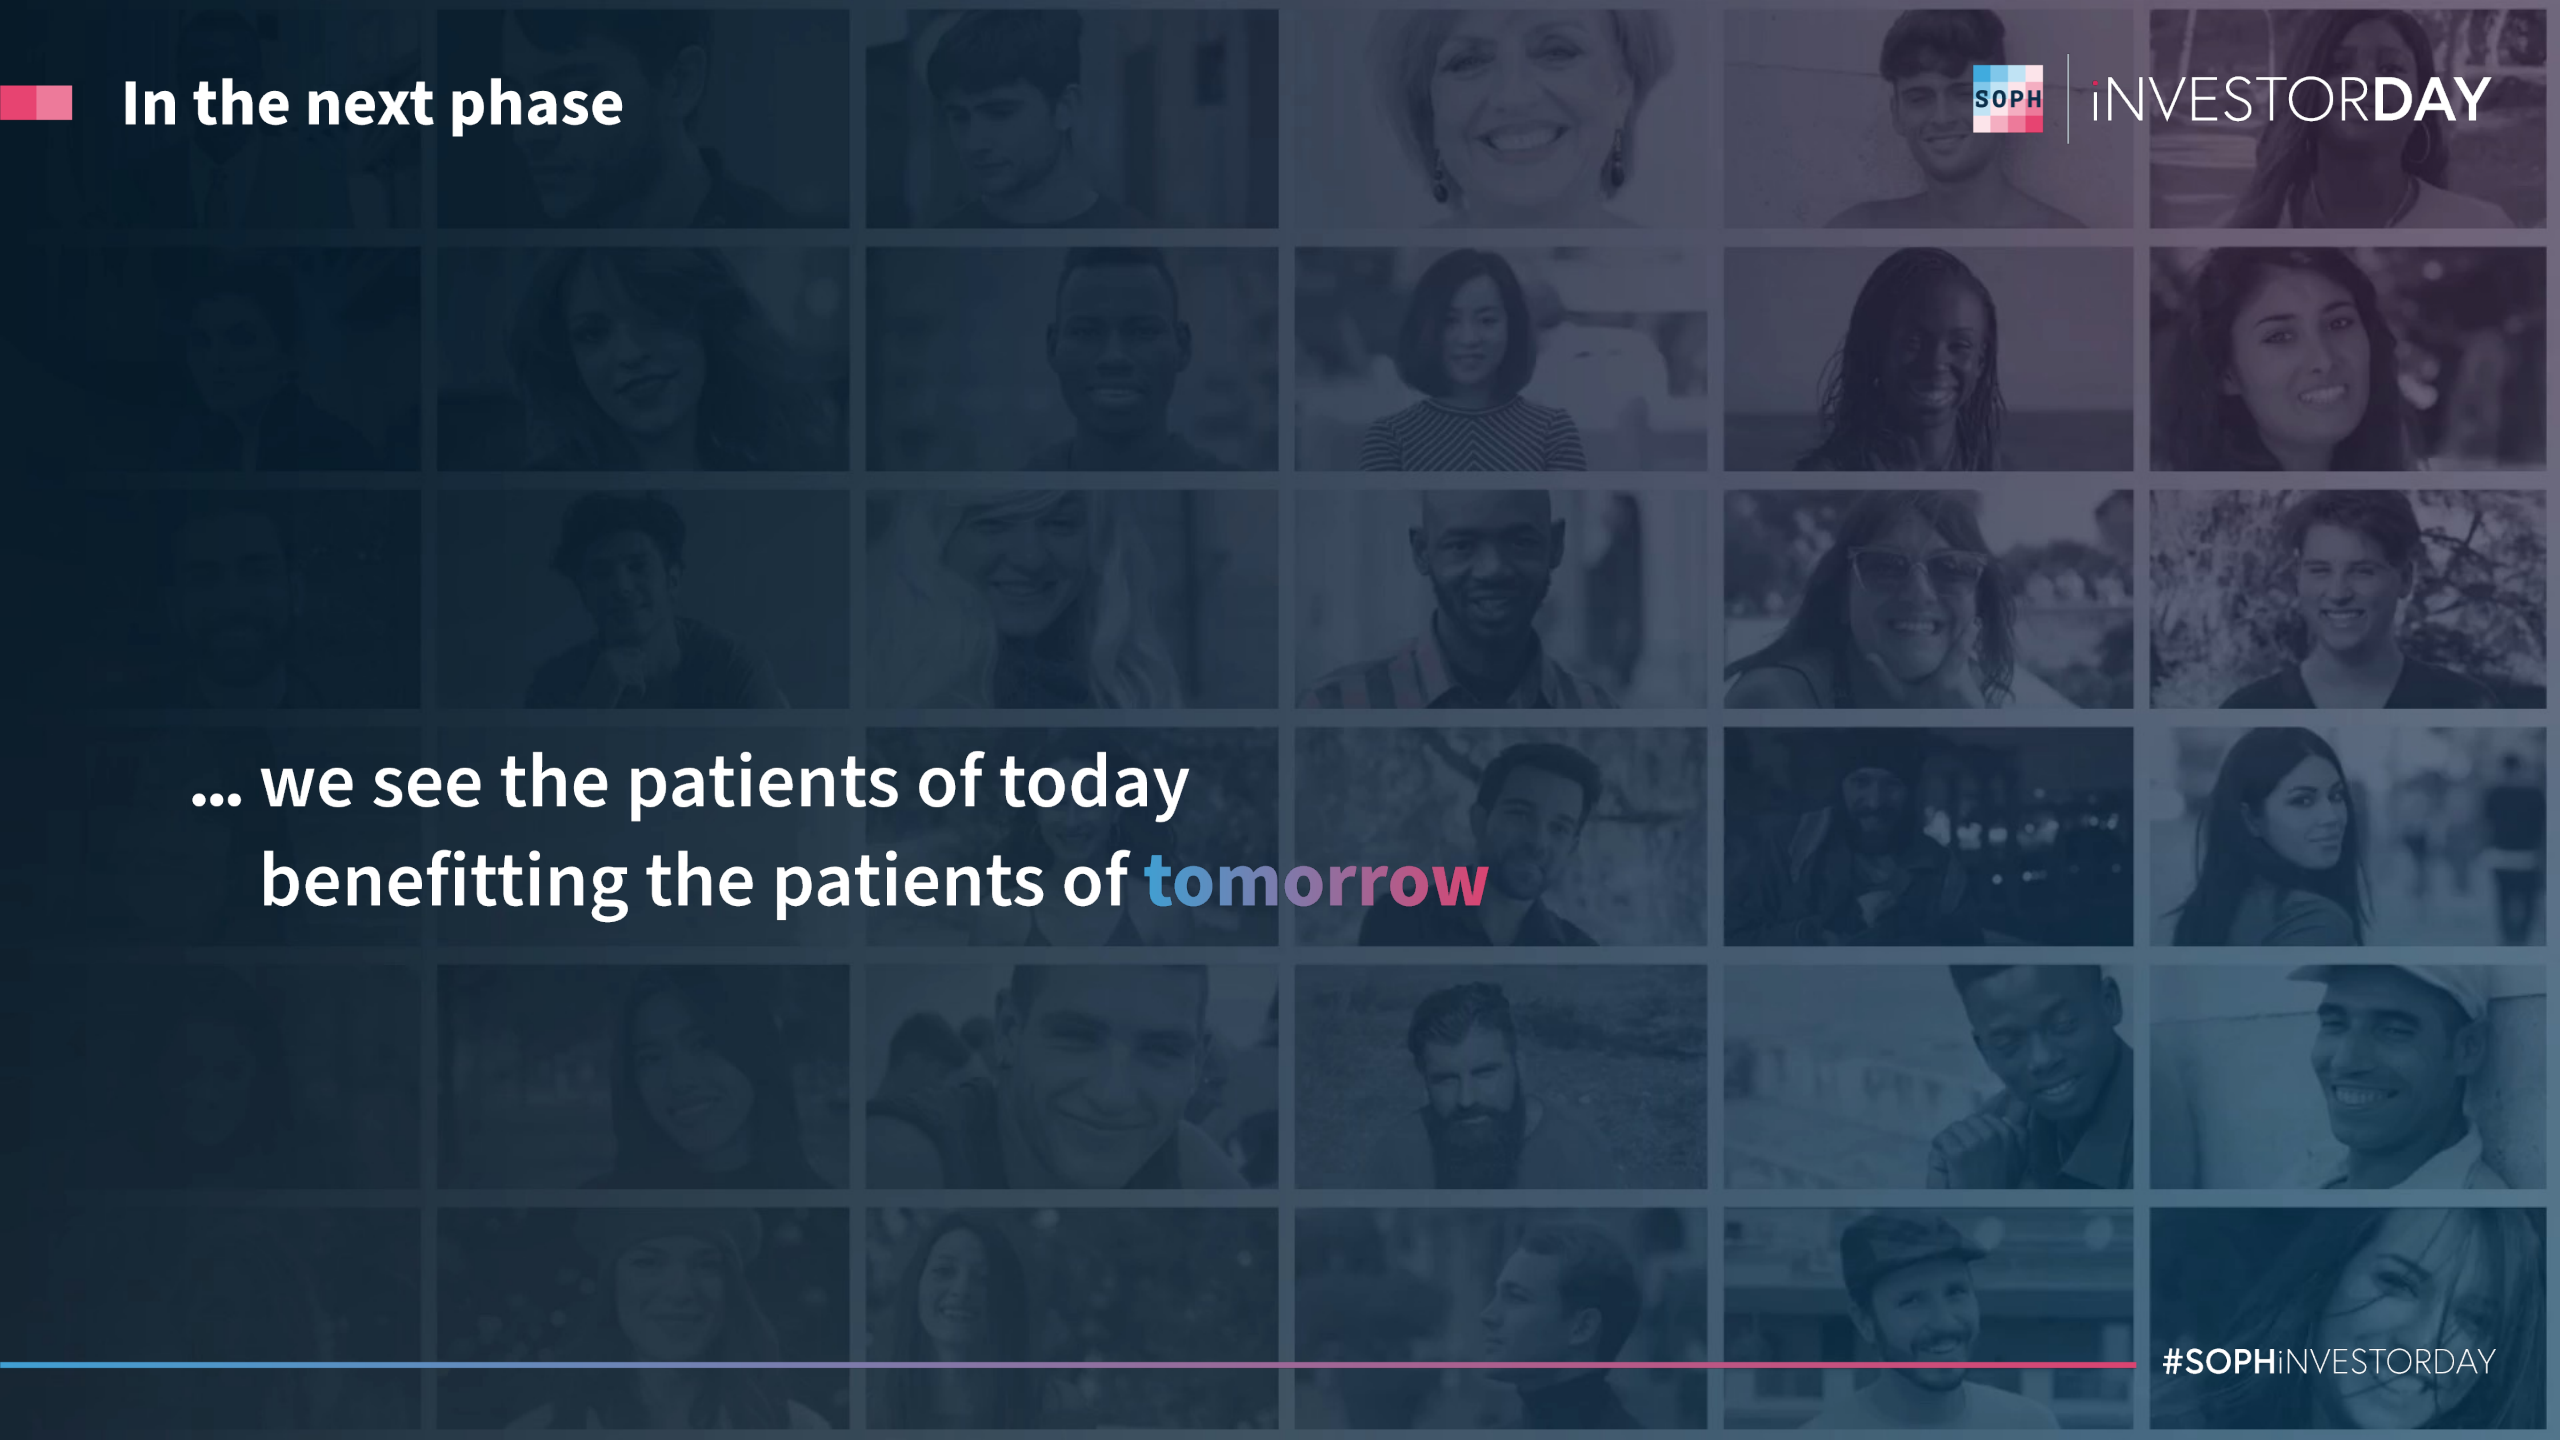 In the next phase
SOPH
iNVESTORDAY
... we see the patients of today
benefitting the patients of tomorrow
#SOPHiNVESTORDAY